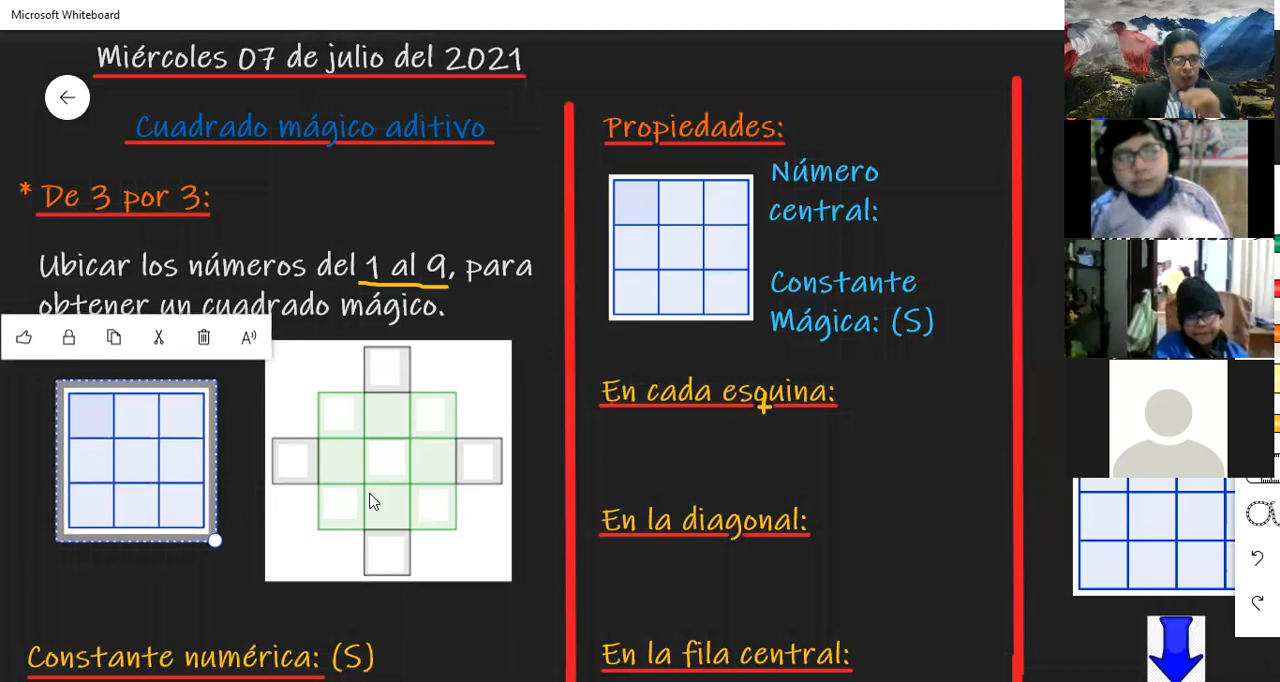 Microsoft Whiteboard
Miércoles 07 de julio del 2021
Cuadrado mágico aditivo
* De 3 por 3:
Ubicar los números del 1 al 9, para
obtener un cuadrado mágico.
Constante numérica: (S)
Propiedades:
Número
central:
Constante
Mágica: (S)
En cada esquina:
En la diagonal:
En la fila central: